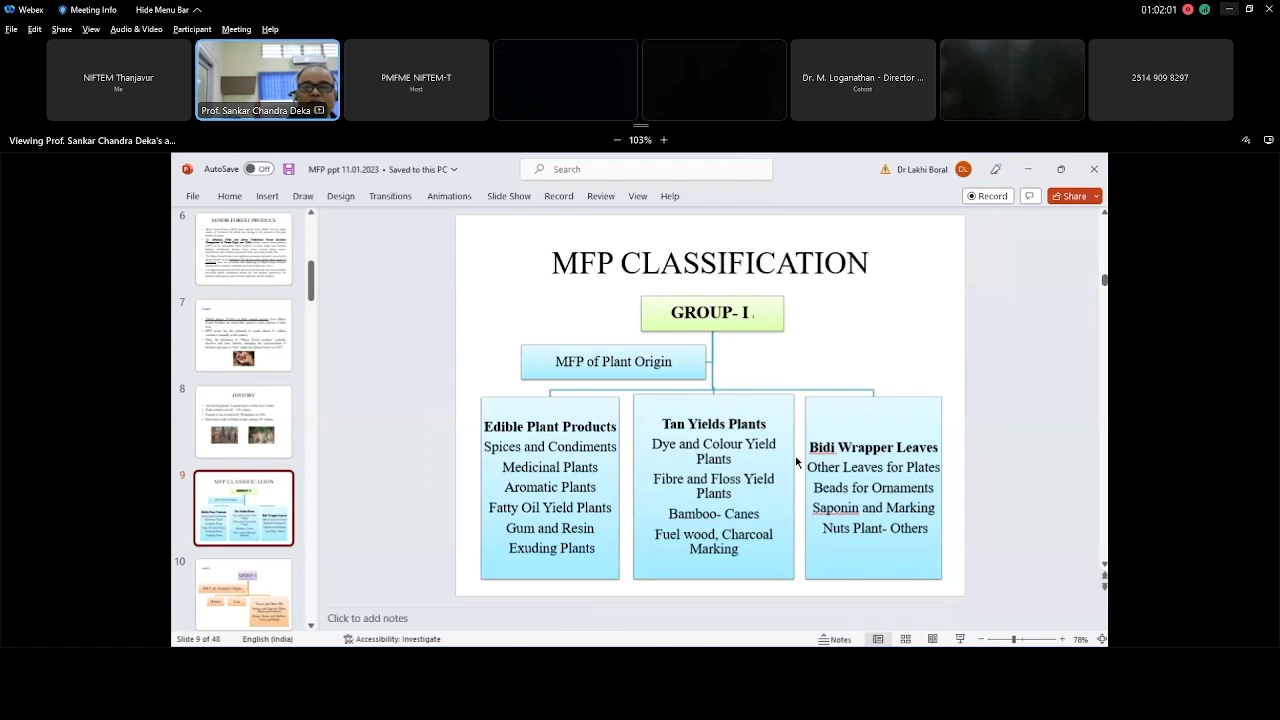 Webex
Meeting Info
Hide Menu Bar
01:02:01
File Edit Share View Audio & Video Participant Meeting Help
NIFTEM Thanjavur
Me
Prof. Sankar Chandra Deka
PMFME NIFTEM-T
Host
Dr. M. Loganathan - Director ...
Cohost
2514 909 8297
Viewing Prof. Sankar Chandra Deka's a...
103%
AutoSave Off MFP ppt 11.01.2023 • Saved to this PC
Search
Dr Lakhi Boral DL
File Home Insert Draw Design Transitions Animations Slide Show Record Review View Help
Record Share
6
MINOR FOREST PRODUCE
7
8
HISTORY
9
MFP CLASSIFICATION
GROUP-I
10
MFP CLASSIFICATION
GROUP- I .
MFP of Plant Origin
Edible Plant Products
Spices and Condiments
Medicinal Plants
Aromatic Plants
Fatty Oil Yield Plants
Gum and Resin
Exuding Plants
Tan Yields Plants
Dye and Colour Yield
Plants
Fibre and Floss Yield
Plants
Bamboo- Canes
Fuel wood, Charcoal
Marking
Bidi Wrapper Leaves
Other Leaves for Plates
Beads for Ornaments
Saponin and Marking
Nuts Plant- Others
Click to add notes
Slide 9 of 48 English (India) Accessibility: Investigate Notes 78%